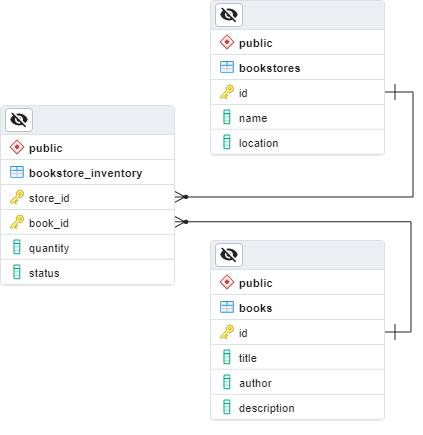 public
bookstores
id
name
location
public
bookstore_inventory
store_id
book_id
quantity
status
public
books
id
title
author
description